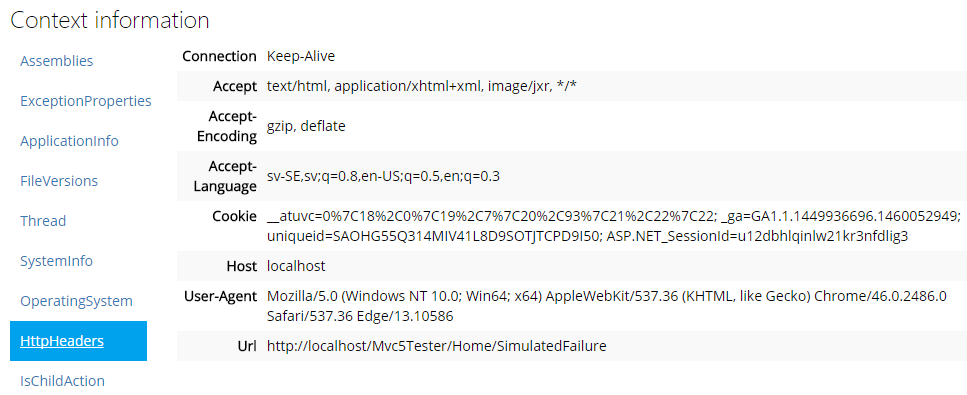 Context information
Assemblies
ExceptionProperties
ApplicationInfo
FileVersions
Thread
SystemInfo
OperatingSystem
HttpHeaders
IsChildAction
Connection Keep-Alive
Accept text/html, application/xhtml+xml, image/jxr, */*
Accept-
Encoding gzip, deflate
Accept-
Language sv-SE,sv;q=0.8,en-US;q=0.5,en;q=0.3
Cookie __atuvc=0%7C18%2C0%7C19%2C7%7C20%2C93%7C21%2C22%7C22; _ga=GA1.1.1449936696.1460052949;
uniqueid=SAOHG55Q314MIV41L8D9SOTJTCPD9I50; ASP.NET_SessionId=u12dbhlqinlw21kr3nfdlig3
Host localhost
User-Agent Mozilla/5.0 (Windows NT 10.0; Win64; x64) AppleWebKit/537.36 (KHTML, like Gecko) Chrome/46.0.2486.0
Safari/537.36 Edge/13.10586
Url http://localhost/Mvc5Tester/Home/SimulatedFailure